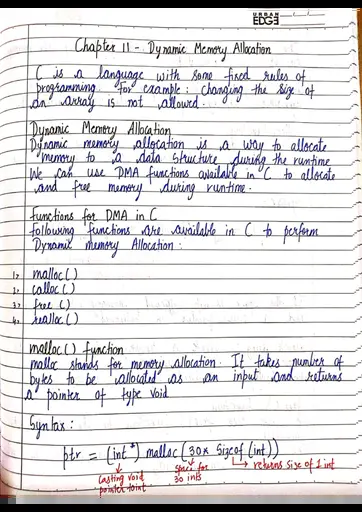 URBAN
EDGE
Chapter 11 - Dynamic Memory Allocation
C is a language with some fixed rules of
programming. For example: changing the size of
an array is not allowed.
Dynamic Memory Allocation
Dynamic memory allocation is a way to allocate
memory to a data structure during the runtime
We can use DMA functions available in C to allocate
and free memory during runtime.
Functions for DMA in C
Following functions are available in C to perform
Dynamic memory Allocation:
1> malloc()
2> calloc()
3> free ()
4> realloc()
malloc() function
malloc stands for memory allocation. It takes number of
bytes to be allocated as an input and returns
a pointer of type void
Syntax:
ptr = (int *) malloc (30 * sizeof (int))
casting void
pointer to int
space for
30 ints
returns size of 1 int